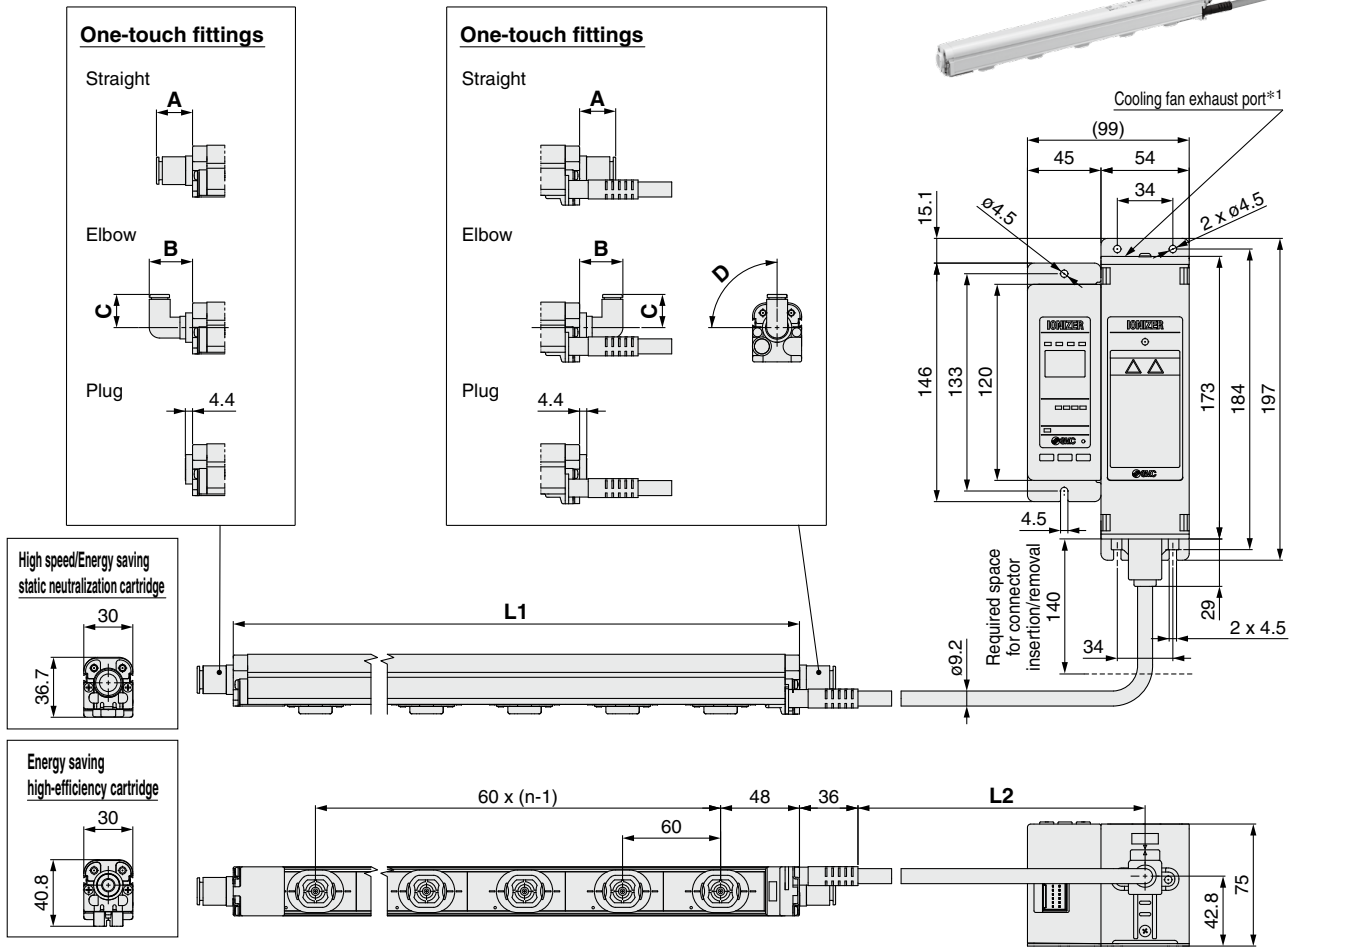 One-touch fittings
Straight
A
Elbow
B
C
Plug
4.4
One-touch fittings
Straight
A
Elbow
B
C
D
Plug
4.4
Cooling fan exhaust port*1
(99)
45
54
34
15.1
ø4.5
2 x ø4.5
146
133
120
173
184
197
IONIZER
IONIZER
SMC
SMC
4.5
Required space
for connector
insertion/removal
140
29
2 x 4.5
34
ø9.2
High speed/Energy saving
static neutralization cartridge
30
36.7
L1
Energy saving
high-efficiency cartridge
30
40.8
60 x (n-1)
48
36
L2
60
75
42.8